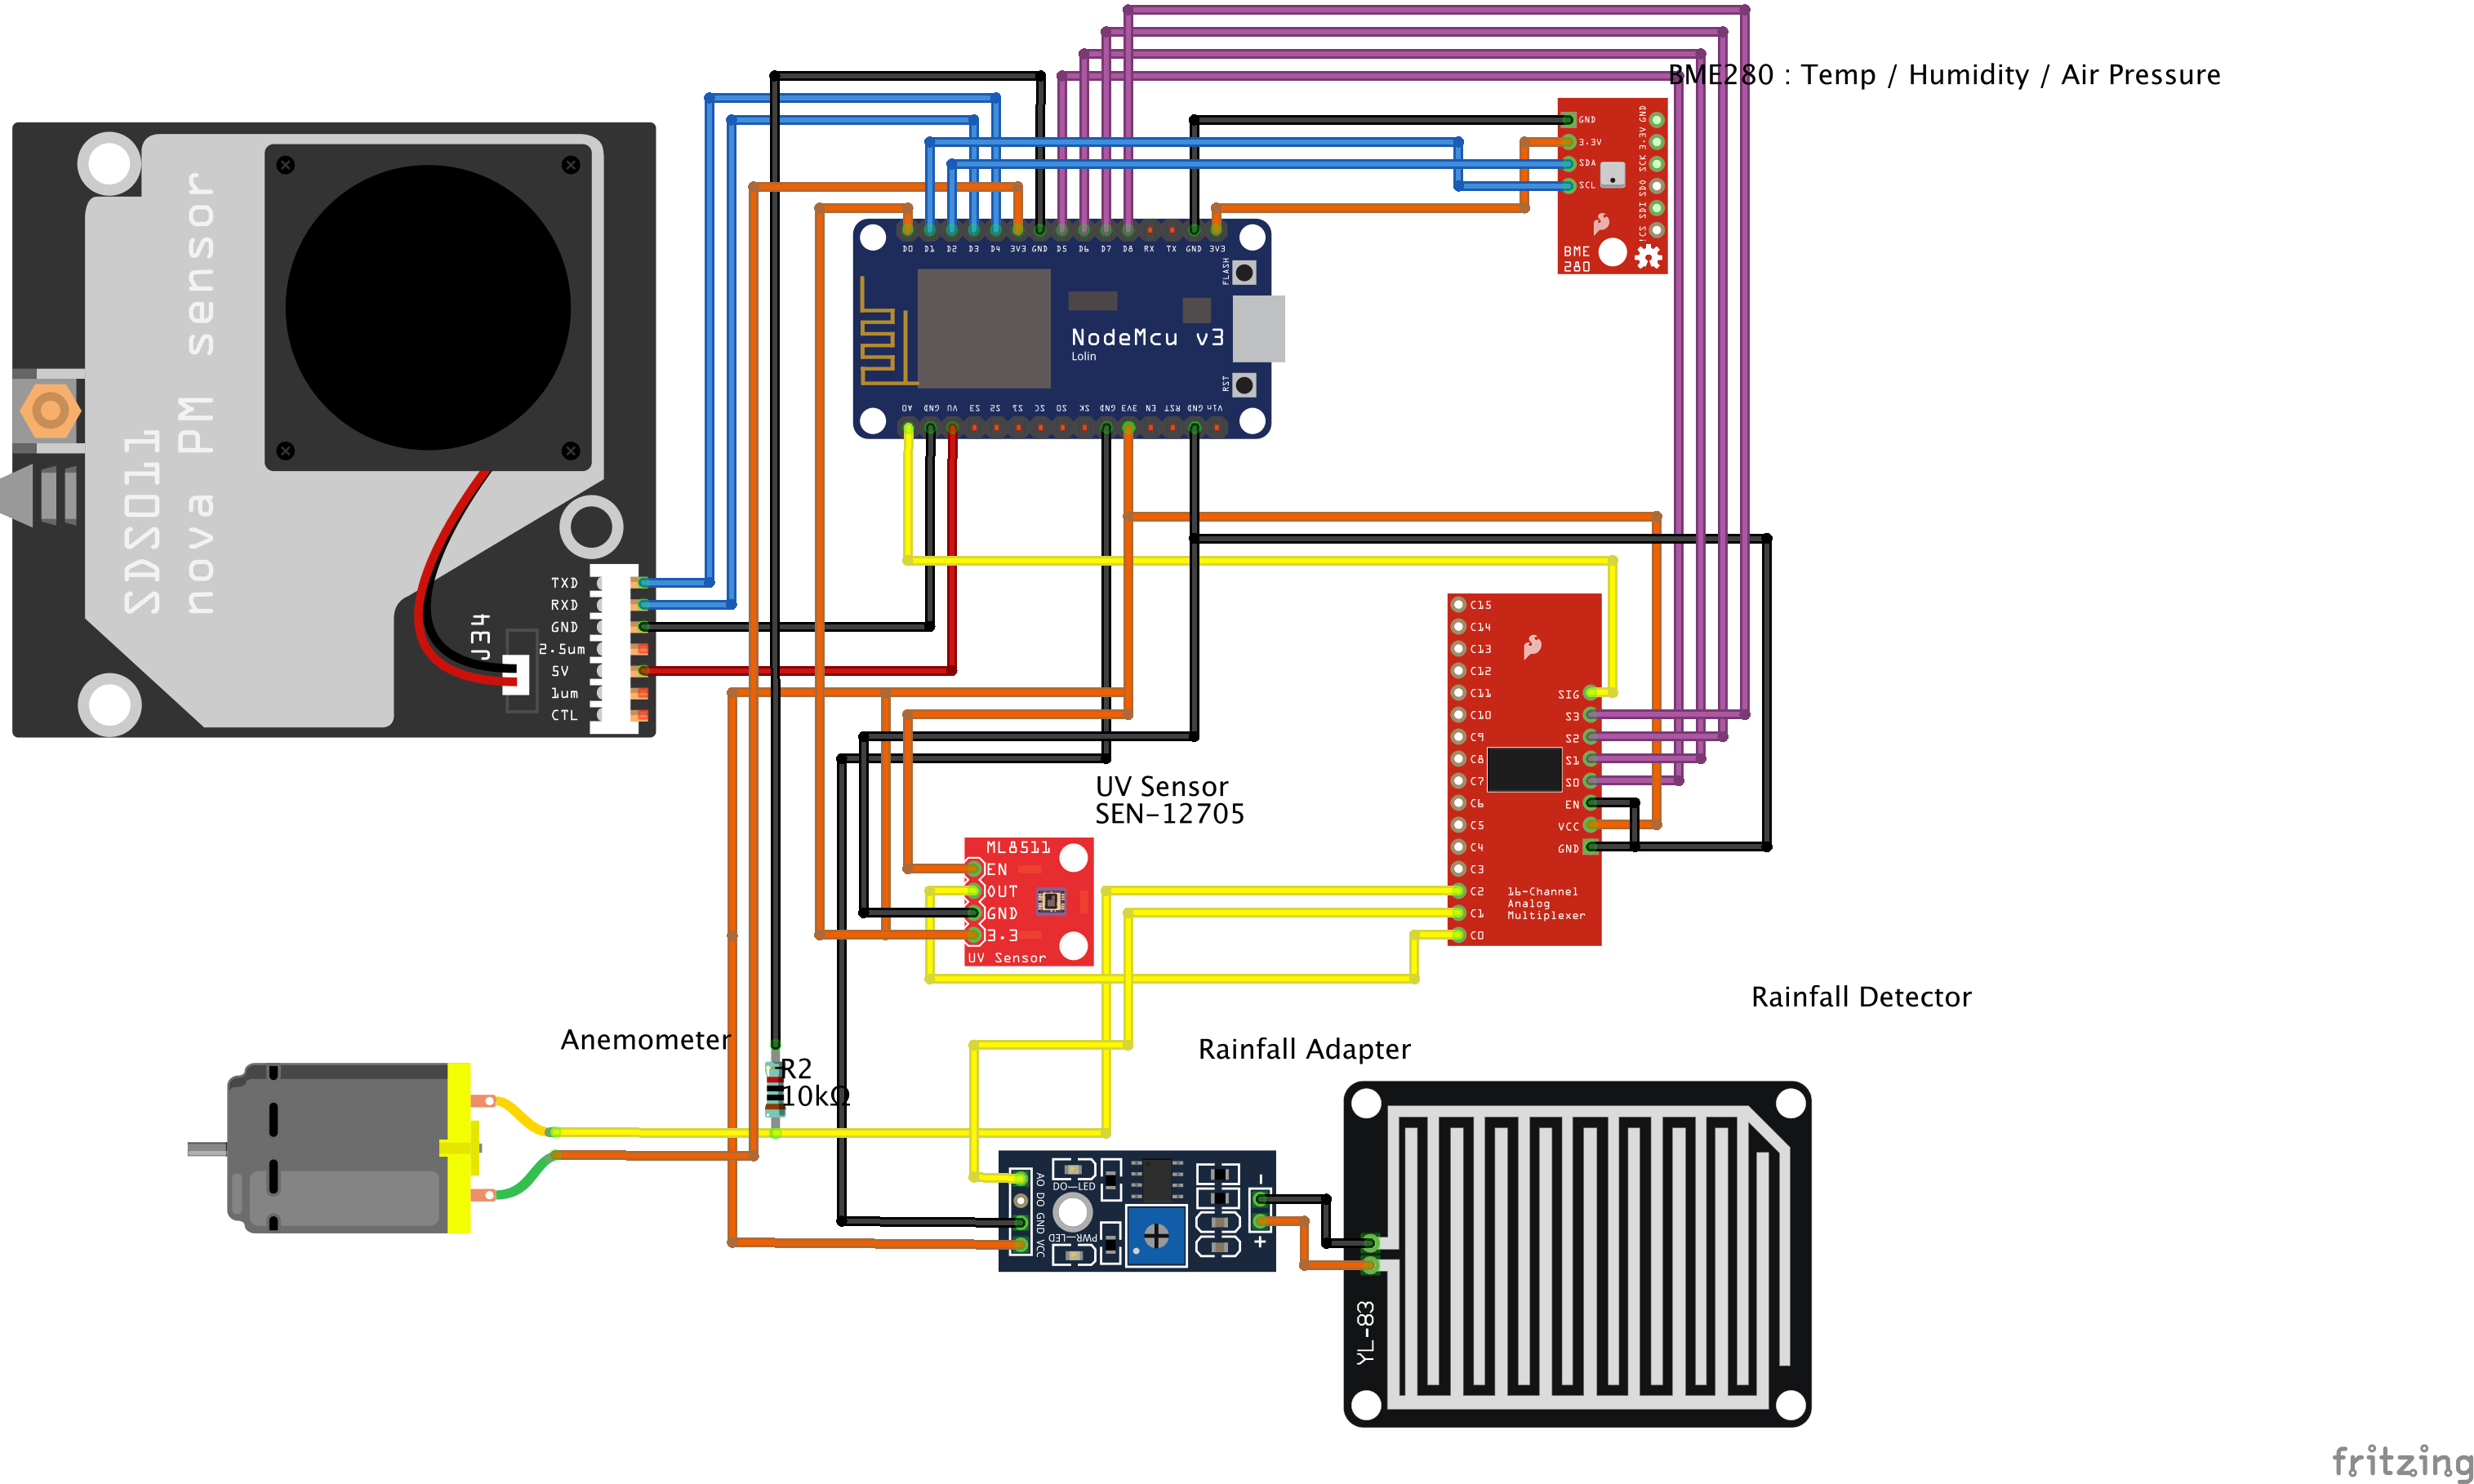 BME280 : Temp / Humidity / Air Pressure
SDS011
nova PM sensor
J34
TXD
RXD
GND
2.5um
5V
1um
CTL
D0 D1 D2 D3 D4 3V3 GND D5 D6 D7 D8 RX TX GND 3V3
FLASH
NodeMcu v3
Lolin
RST
A0 GND VU S3 S2 S1 SC S0 SK GND 3V3 EN RST GND Vin
GND
3.3V
SDA
SCL
GND
3.3V
SCK
SDO
SDI
!CS
BME
280
C15
C14
C13
C12
C11
C10
C9
C8
C7
C6
C5
C4
C3
C2
C1
C0
SIG
S3
S2
S1
S0
EN
VCC
GND
16-Channel
Analog
Multiplexer
UV Sensor
SEN-12705
ML8511
EN
OUT
GND
3.3
UV Sensor
Anemometer
R2
10kΩ
Rainfall Adapter
Rainfall Detector
AO DO GND VCC
DO-LED
PWR-LED
-
+
YL-83
fritzing